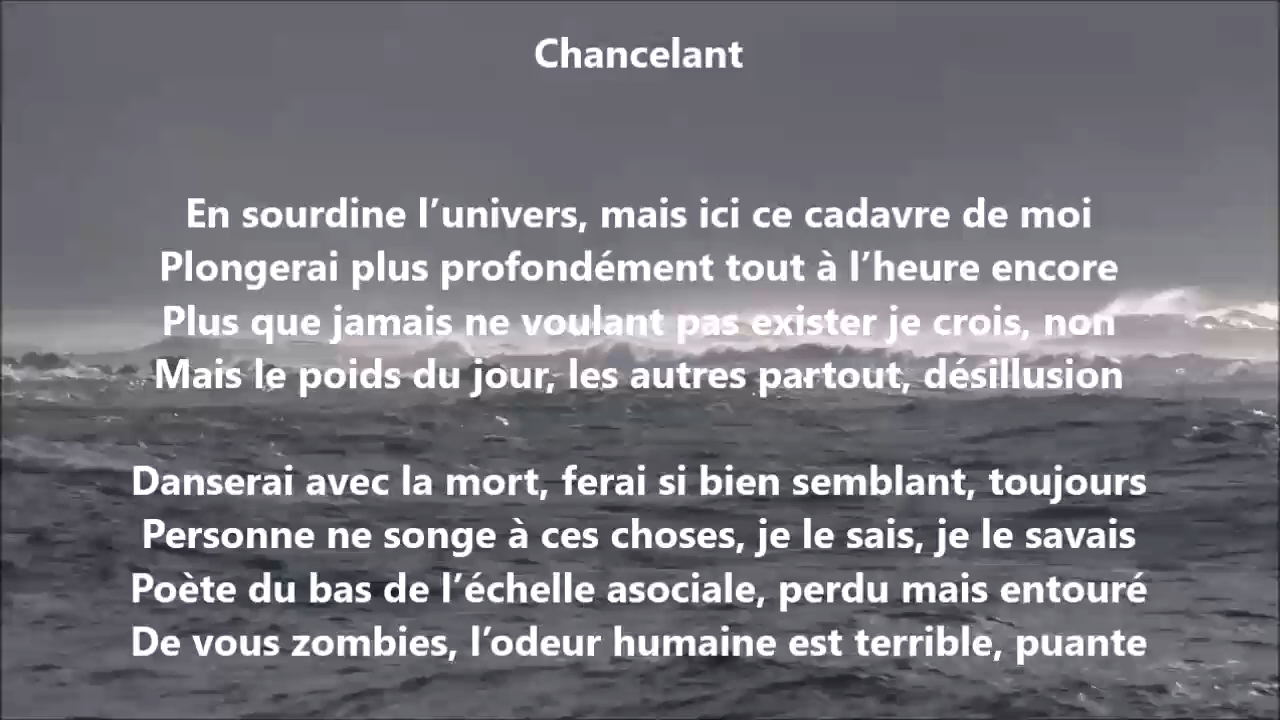 Chancelant
En sourdine l’univers, mais ici ce cadavre de moi
Plongerai plus profondément tout à l’heure encore
Plus que jamais ne voulant pas exister je crois, non
Mais le poids du jour, les autres partout, désillusion
Danserai avec la mort, ferai si bien semblant, toujours
Personne ne songe à ces choses, je le sais, je le savais
Poète du bas de l’échelle asociale, perdu mais entouré
De vous zombies, l’odeur humaine est terrible, puante